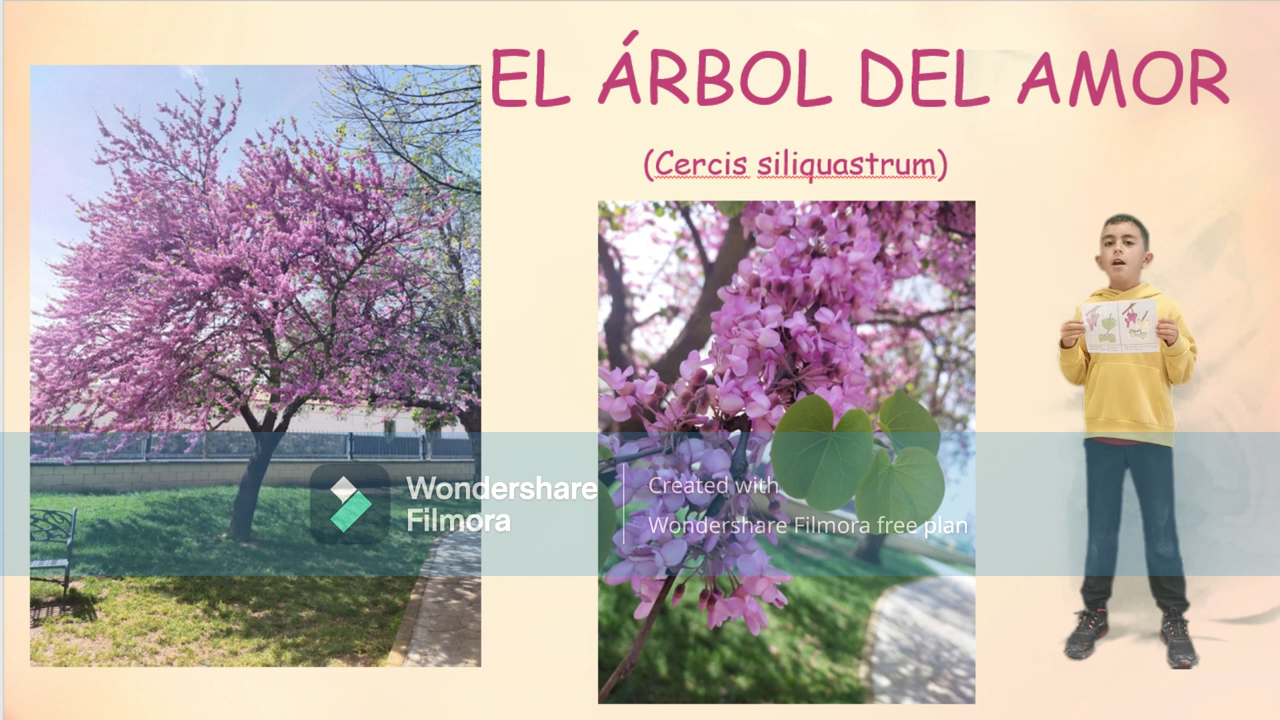 EL ÁRBOL DEL AMOR
(Cercis siliquastrum)
Wondershare
Filmora
Created with
Wondershare Filmora free plan